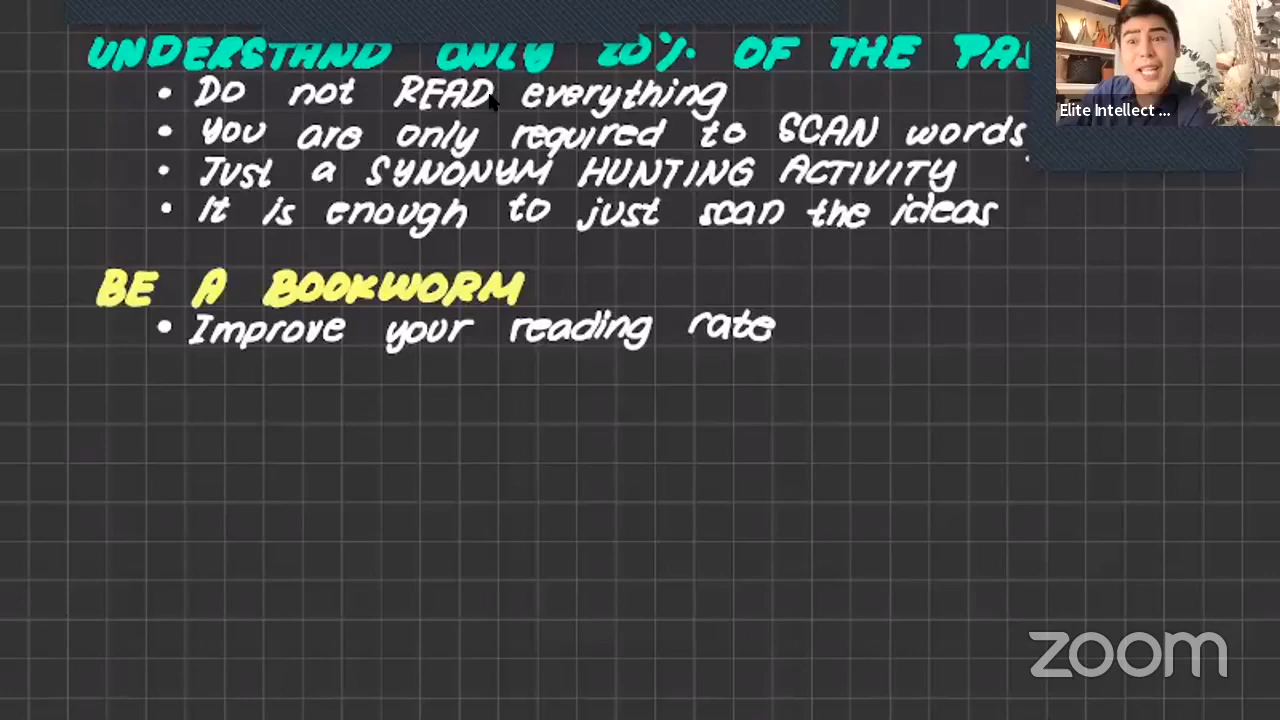 UNDERSTAND ONLY 20% OF THE
• Do not READ everything
• You are only required to SCAN words
• Just a SYNONYM HUNTING ACTIVITY
• It is enough to just scan the ideas
BE A BOOKWORM
• Improve your reading rate
Elite Intellect ...
zoom